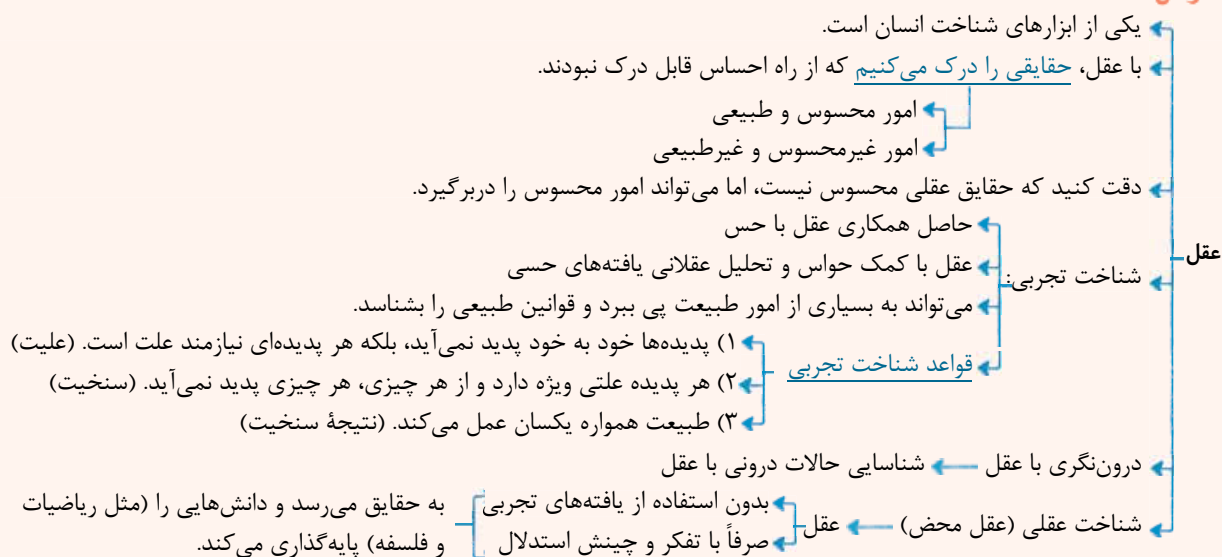 یکی از ابزارهای شناخت انسان است.
با عقل، حقایقی را درک می‌کنیم که از راه احساس قابل درک نبودند.
امور محسوس و طبیعی
امور غیرمحسوس و غیرطبیعی
دقت کنید که حقایق عقلی محسوس نیست، اما می‌تواند امور محسوس را دربرگیرد.
عقل
شناخت تجربی:
حاصل همکاری عقل با حس
عقل با کمک حواس و تحلیل عقلانی یافته‌های حسی
می‌تواند به بسیاری از امور طبیعت پی ببرد و قوانین طبیعی را بشناسد.
قواعد شناخت تجربی
۱) پدیده‌ها خود به خود پدید نمی‌آید، بلکه هر پدیده‌ای نیازمند علت است. (علیت)
۲) هر پدیده علتی ویژه دارد و از هر چیزی، هر چیزی پدید نمی‌آید. (سنخیت)
۳) طبیعت همواره یکسان عمل می‌کند. (نتیجهٔ سنخیت)
درون‌نگری با عقل شناسایی حالات درونی با عقل
شناخت عقلی (عقل محض) عقل
بدون استفاده از یافته‌های تجربی
صرفاً با تفکر و چینش استدلال
به حقایق می‌رسد و دانش‌هایی را (مثل ریاضیات
و فلسفه) پایه‌گذاری می‌کند.